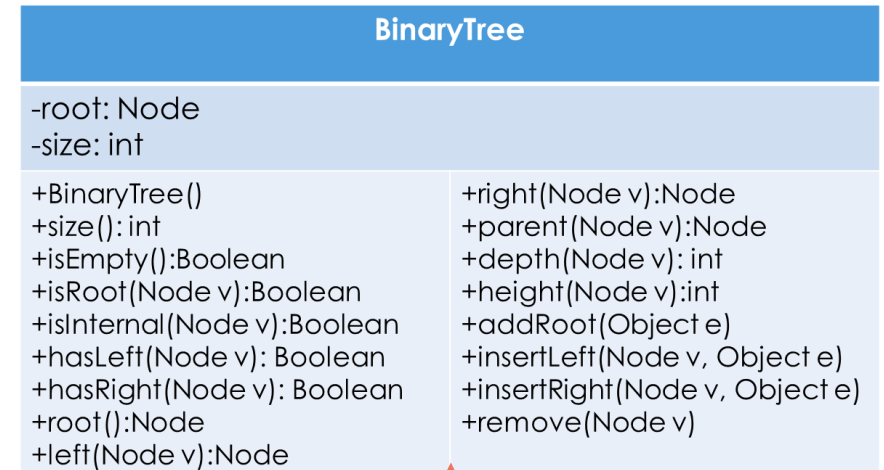 BinaryTree
-root: Node
-size: int
+BinaryTree()
+size(): int
+isEmpty():Boolean
+isRoot(Node v):Boolean
+isInternal(Node v):Boolean
+hasLeft(Node v): Boolean
+hasRight(Node v): Boolean
+root():Node
+left(Node v):Node
+right(Node v):Node
+parent(Node v):Node
+depth(Node v): int
+height(Node v):int
+addRoot(Object e)
+insertLeft(Node v, Object e)
+insertRight(Node v, Object e)
+remove(Node v)